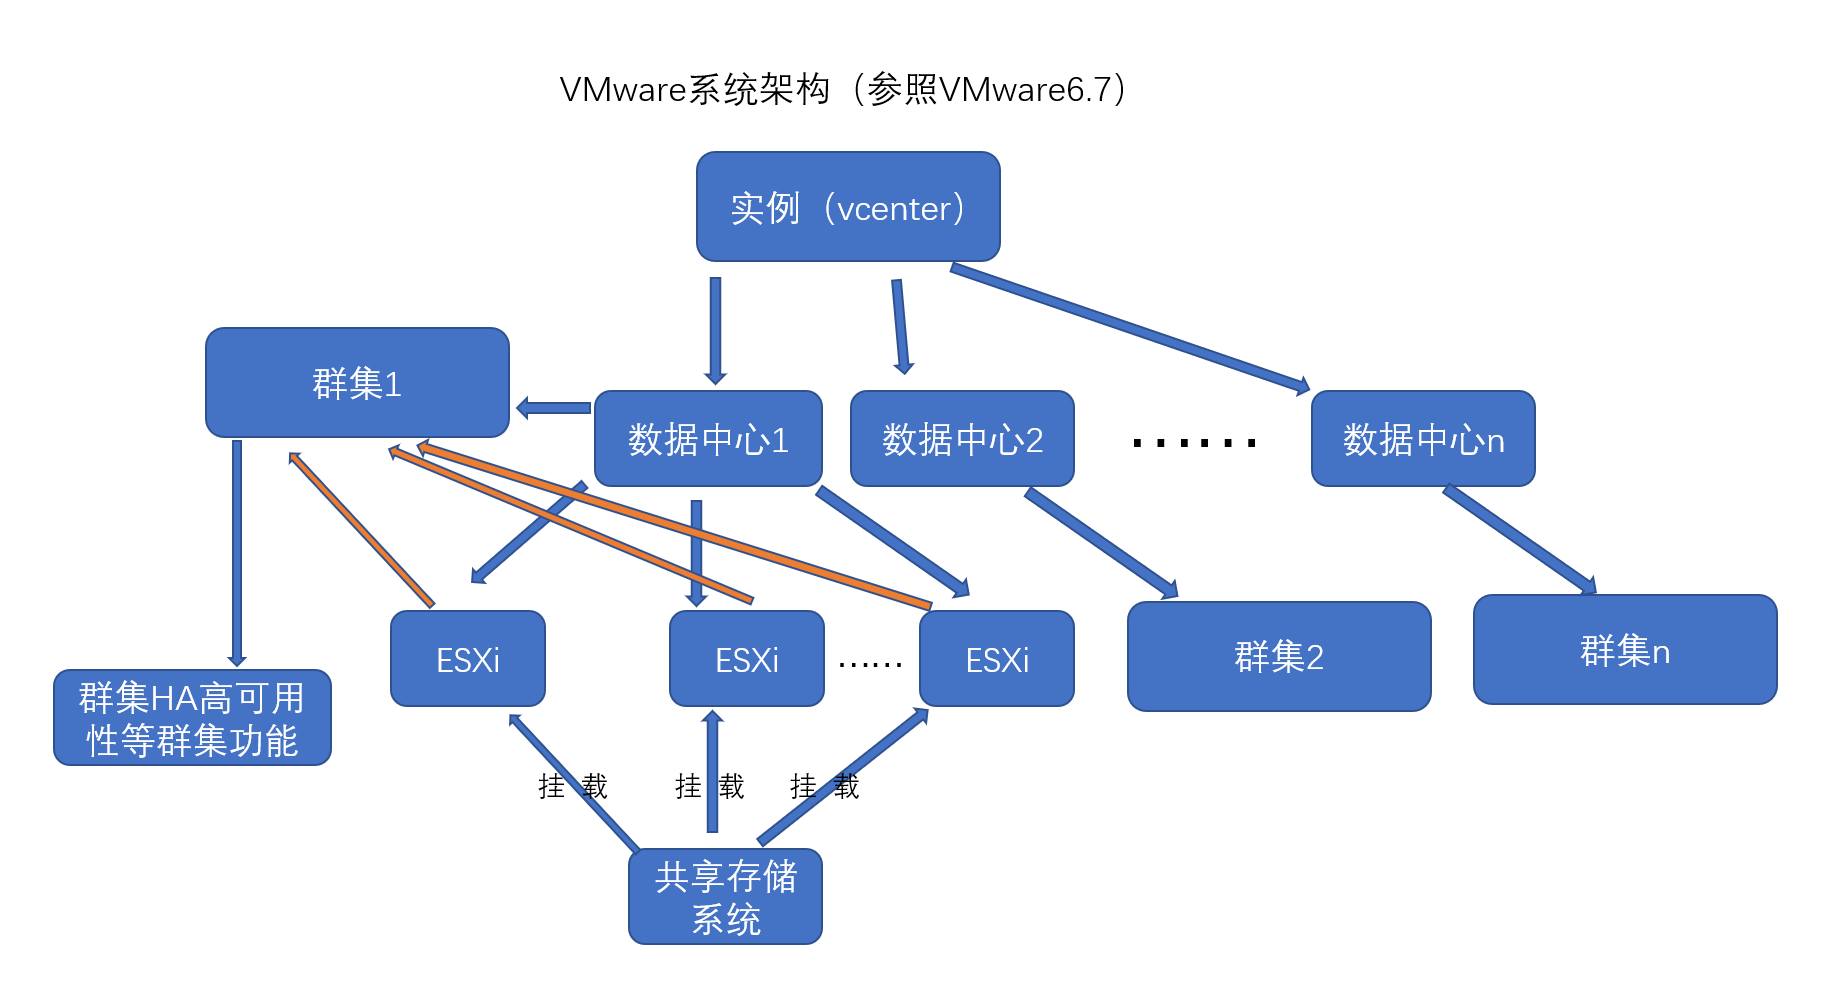 VMware系统架构（参照VMware6.7）
实例（vcenter）
群集1
数据中心1
数据中心2
······
数据中心n
ESXi
ESXi
……
ESXi
群集2
群集n
群集HA高可用
性等群集功能
挂 载
挂 载
挂 载
共享存储
系统